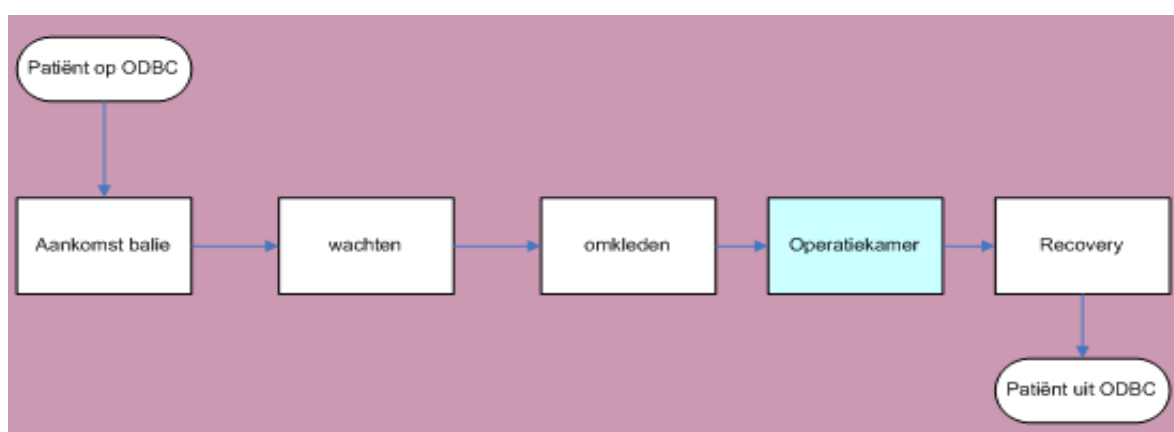 Patiënt op ODBC
Aankomst balie
wachten
omkleden
Operatiekamer
Recovery
Patiënt uit ODBC